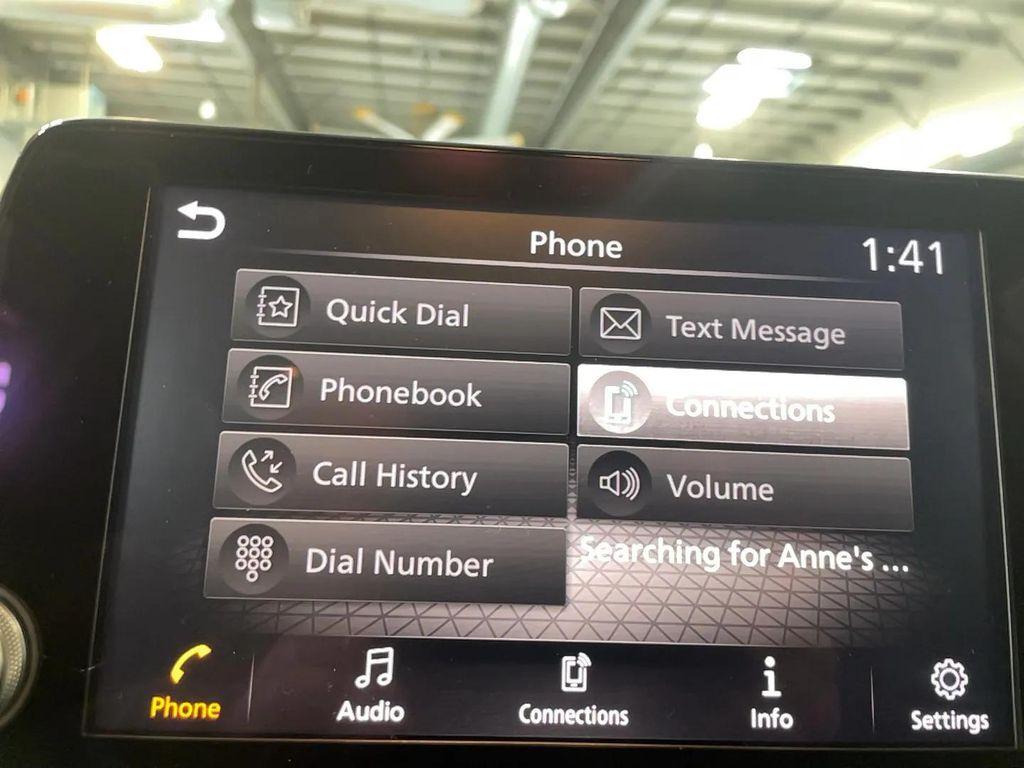 Phone
1:41
Quick Dial
Text Message
Phonebook
Connections
Call History
Volume
Dial Number
Searching for Anne's ...
Phone
Audio
Connections
Info
Settings